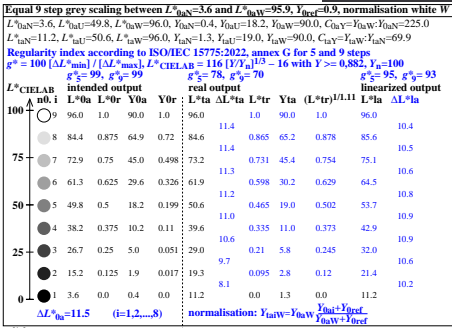 Equal 9 step grey scaling between L*0aN=3.6 and L*0aW=95.9, Y0ref=0.9, normalisation white W
L*0aN=3.6, L*0aU=49.8, L*0aW=96.0, Y0aN=0.4, Y0aU=18.2, Y0aW=90.0, C0aY=Y0aW:Y0aN=225.0
L*taN=11.2, L*taU=50.6, L*taW=96.0, YtaN=1.3, YtaU=19.0, YtaW=90.0, CtaY=YtaW:YtaN=69.9
Regularity index according to ISO/IEC 15775:2022, annex G for 5 and 9 steps
g* = 100 [ΔL*min] / [ΔL*max], L*CIELAB = 116 [Y/Yn]1/3 − 16 with Y >= 0,882, Yn=100
g*5= 99, g*9= 99 g*5= 78, g*9= 70 g*5= 95, g*9= 93
L*CIELAB intended output real output linearized output
n0. i L*0a L*0r Y0a Y0r L*ta ΔL*ta L*tr Yta (L*tr)1/1.11 L*la ΔL*la
100 9 96.0 1.0 90.0 1.0 96.0 1.0 90.0 1.0 96.0
11.4 10.4
8 84.4 0.875 64.9 0.72 84.6 0.865 65.2 0.878 85.6
11.4 10.5
75 7 72.9 0.75 45.0 0.498 73.2 0.731 45.4 0.754 75.1
11.3 10.6
6 61.3 0.625 29.6 0.326 61.9 0.598 30.2 0.629 64.5
11.2 10.8
50 5 49.8 0.5 18.2 0.199 50.6 0.465 19.0 0.502 53.7
11.0 10.9
4 38.2 0.375 10.2 0.11 39.6 0.335 11.0 0.373 42.9
10.6 10.9
25 3 26.7 0.25 5.0 0.051 29.0 0.21 5.8 0.245 32.0
9.7 10.6
2 15.2 0.125 1.9 0.017 19.3 0.095 2.8 0.12 21.4
8.1 10.2
0 1 3.6 0.0 0.4 0.0 11.2 0.0 1.3 0.0 11.2
ΔL*0a=11.5 (i=1,2,...,8) normalisation: YtaiW=Y0aW Y0ai+Y0ref
Y0aW+Y0ref